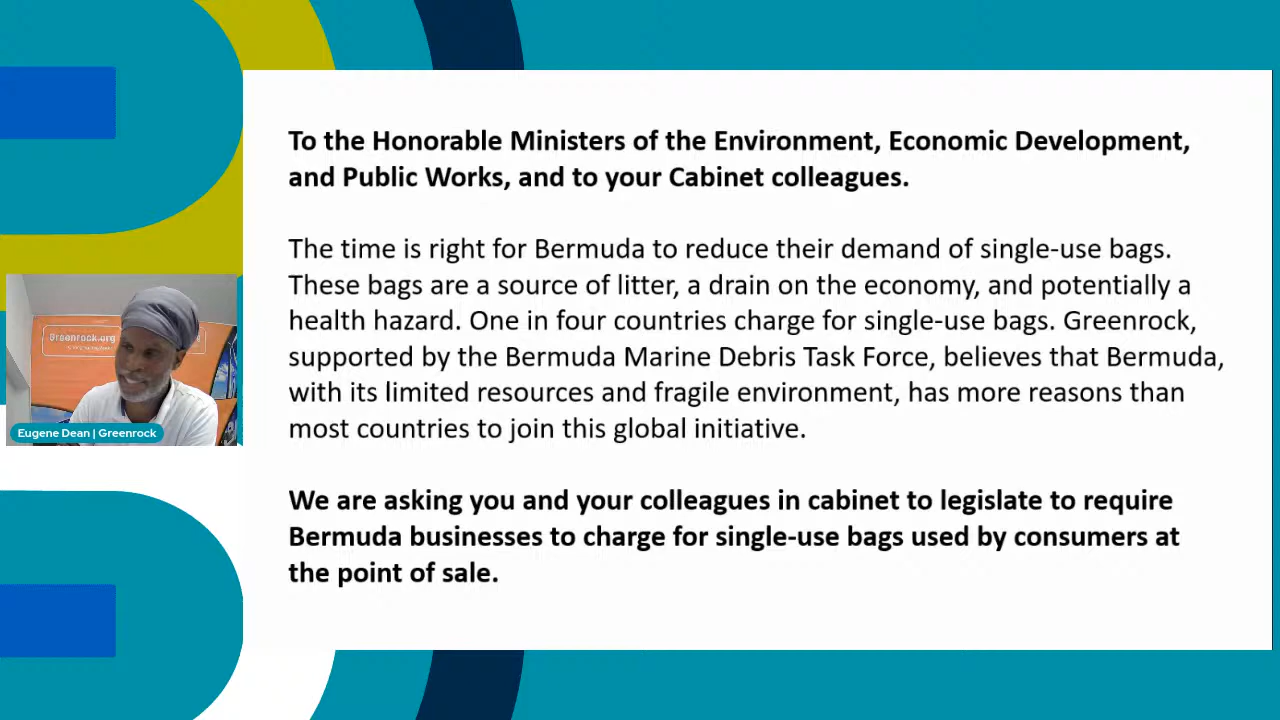 To the Honorable Ministers of the Environment, Economic Development,
and Public Works, and to your Cabinet colleagues.
The time is right for Bermuda to reduce their demand of single-use bags.
These bags are a source of litter, a drain on the economy, and potentially a
health hazard. One in four countries charge for single-use bags. Greenrock,
supported by the Bermuda Marine Debris Task Force, believes that Bermuda,
with its limited resources and fragile environment, has more reasons than
most countries to join this global initiative.
We are asking you and your colleagues in cabinet to legislate to require
Bermuda businesses to charge for single-use bags used by consumers at
the point of sale.
Greenrock.org
Eugene Dean | Greenrock